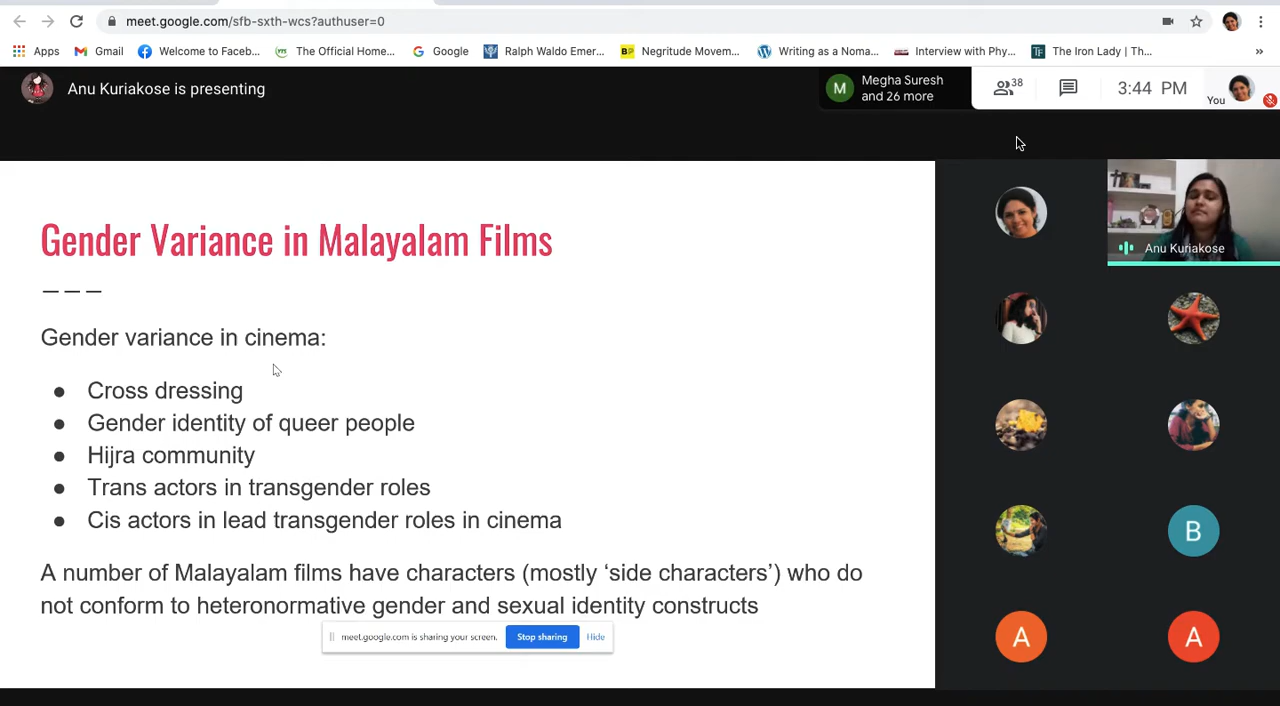 meet.google.com/sfb-sxth-wcs?authuser=0
Apps Gmail Welcome to Faceb... The Official Home... Google Ralph Waldo Emer... Negritude Movem... Writing as a Noma... Interview with Phy... The Iron Lady | Th... »
Anu Kuriakose is presenting
M Megha Suresh
and 26 more
38
3:44 PM
You
Gender Variance in Malayalam Films
Anu Kuriakose
Gender variance in cinema:
● Cross dressing
● Gender identity of queer people
● Hijra community
● Trans actors in transgender roles
● Cis actors in lead transgender roles in cinema
A number of Malayalam films have characters (mostly ‘side characters’) who do
not conform to heteronormative gender and sexual identity constructs
meet.google.com is sharing your screen. Stop sharing Hide
B
A A